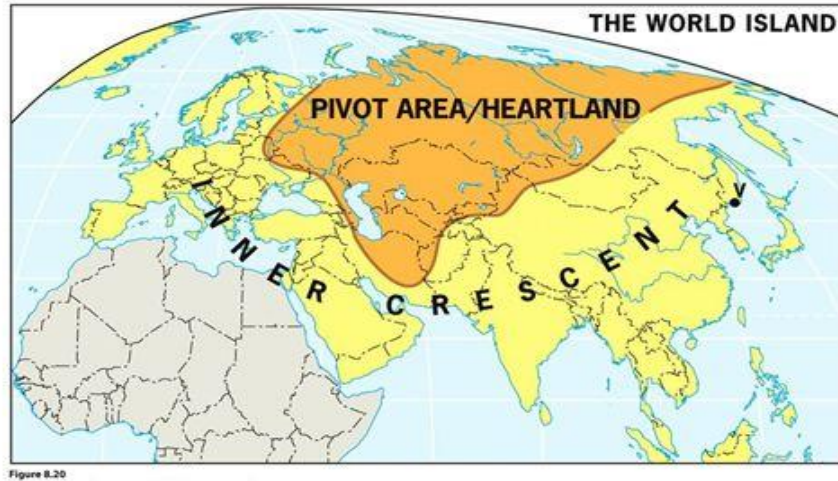 THE WORLD ISLAND
PIVOT AREA/HEARTLAND
V
INNER CRESCENT
Figure 8.20